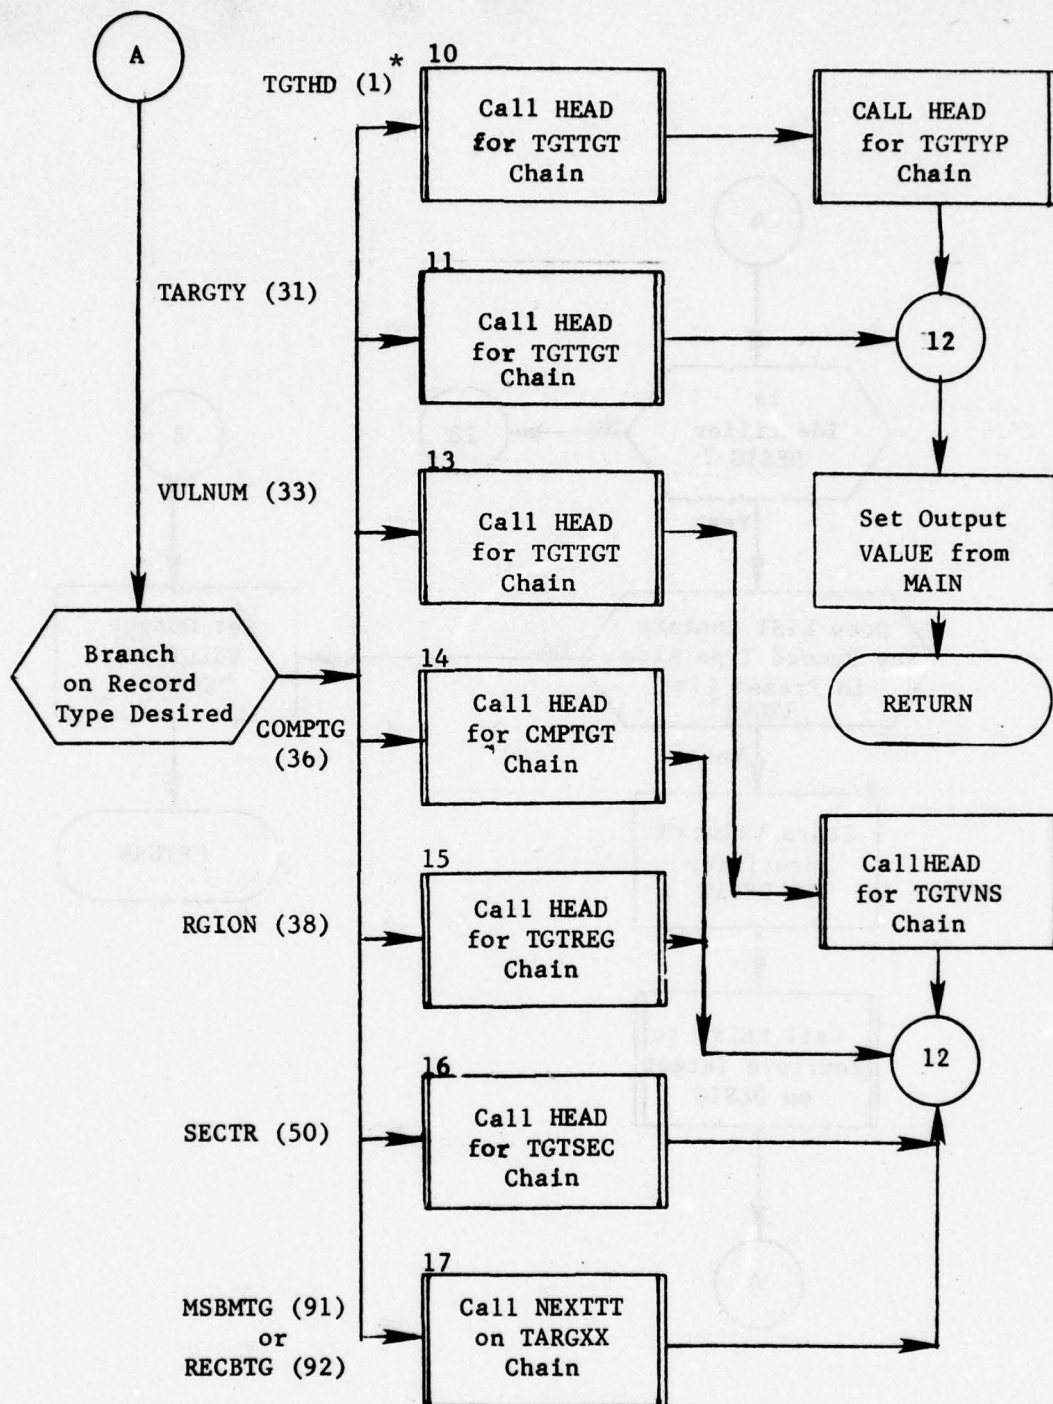 A
TGTHD (1)*
10
Call HEAD
for TGTTGT
Chain
CALL HEAD
for TGTTYP
Chain
TARGTY (31)
11
Call HEAD
for TGTTGT
Chain
12
VULNUM (33)
13
Call HEAD
for TGTTGT
Chain
Set Output
VALUE from
MAIN
Branch
on Record
Type Desired
COMPTG
(36)
14
Call HEAD
for CMPTGT
Chain
RETURN
RGION (38)
15
Call HEAD
for TGTREG
Chain
CallHEAD
for TGTVNS
Chain
12
SECTR (50)
16
Call HEAD
for TGTSEC
Chain
MSBMTG (91)
or
RECBTG (92)
17
Call NEXTTT
on TARGXX
Chain